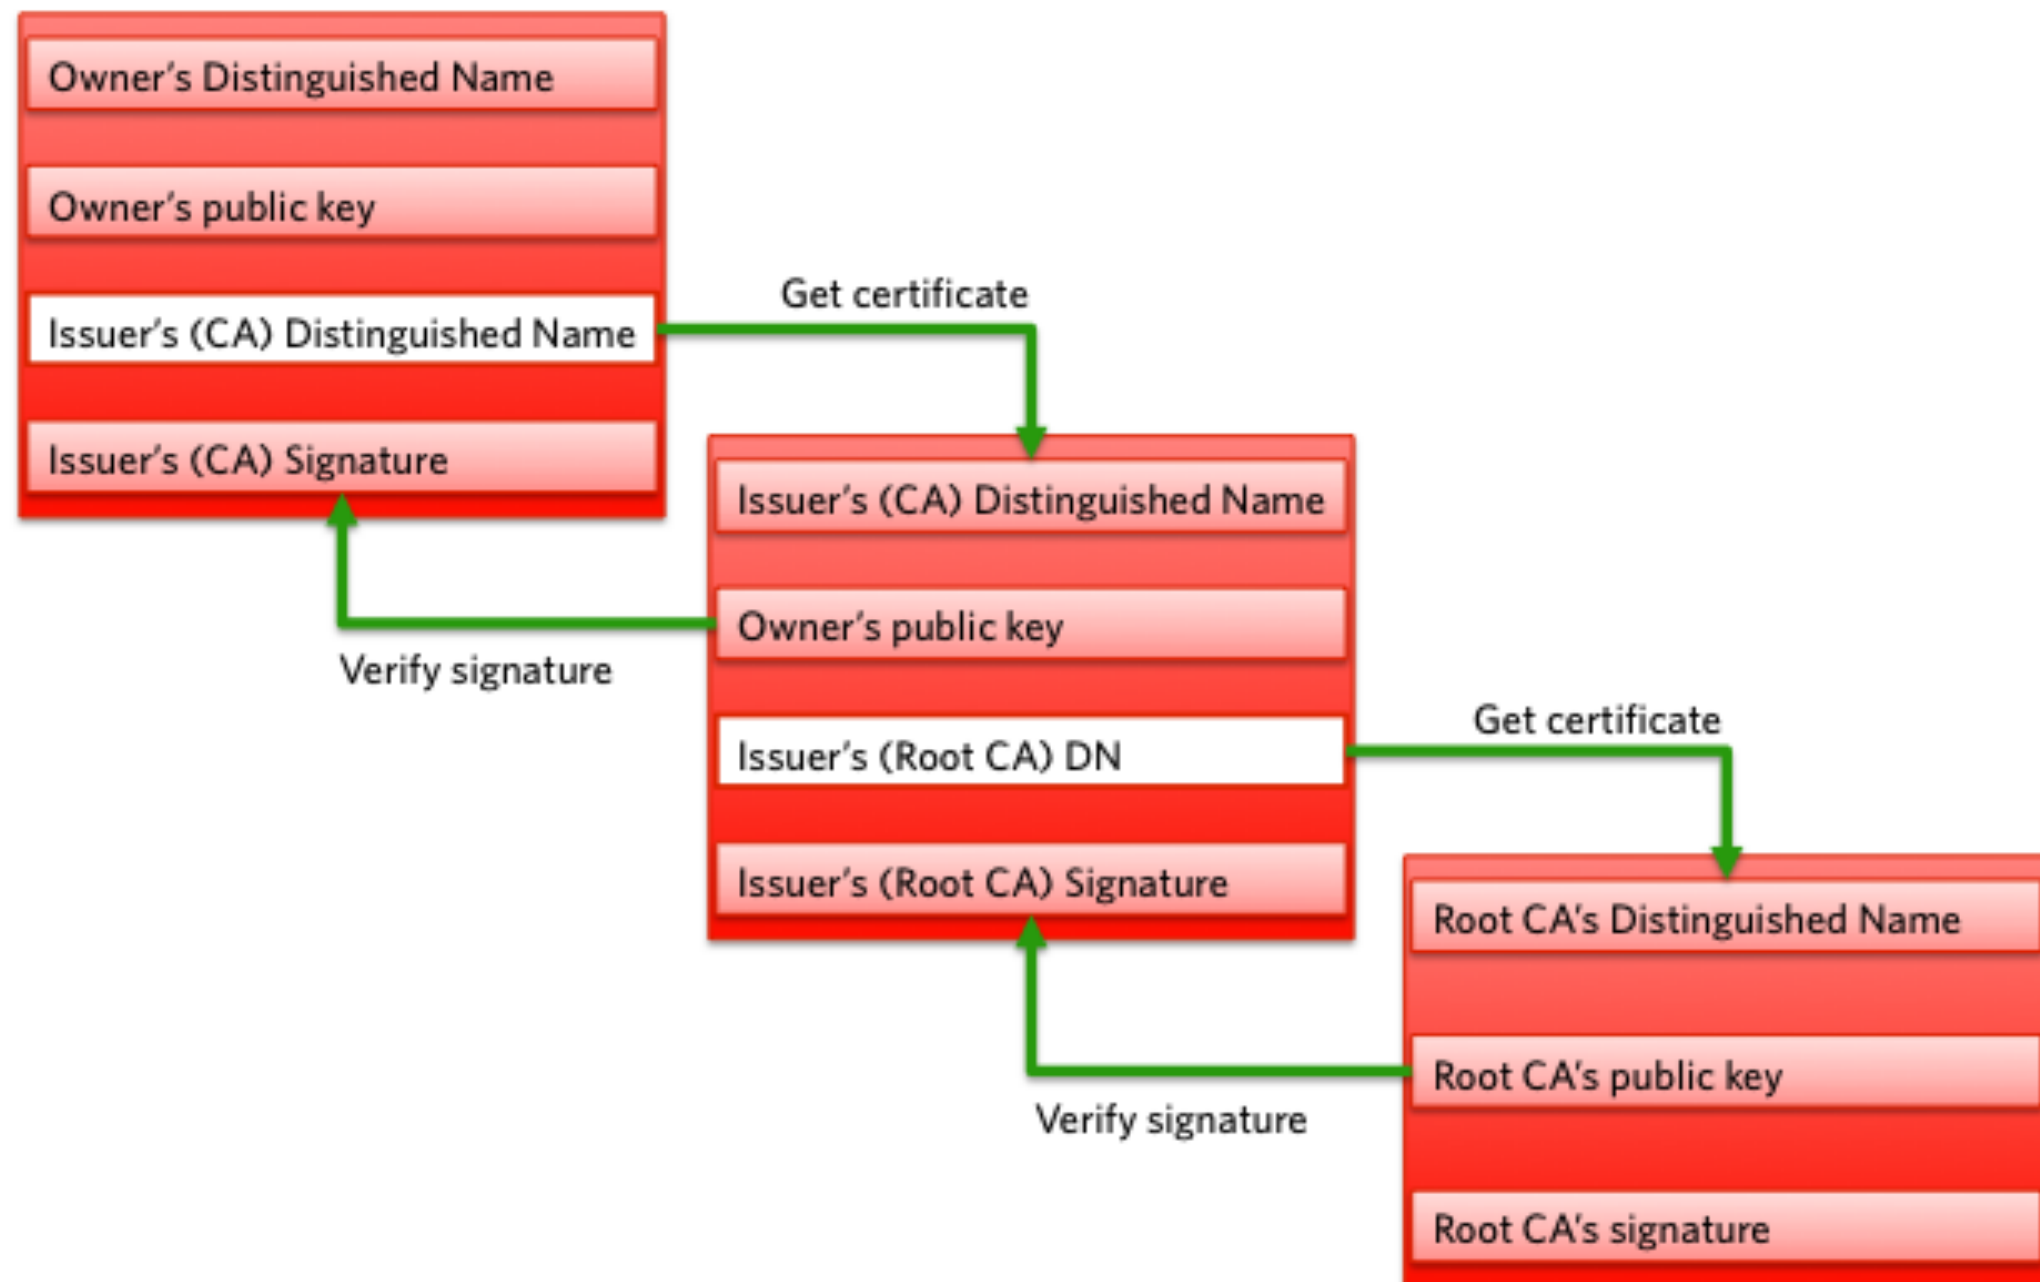 Owner's Distinguished Name
Owner's public key
Issuer's (CA) Distinguished Name
Issuer's (CA) Signature
Get certificate
Verify signature
Issuer's (CA) Distinguished Name
Owner's public key
Issuer's (Root CA) DN
Issuer's (Root CA) Signature
Get certificate
Verify signature
Root CA's Distinguished Name
Root CA's public key
Root CA's signature